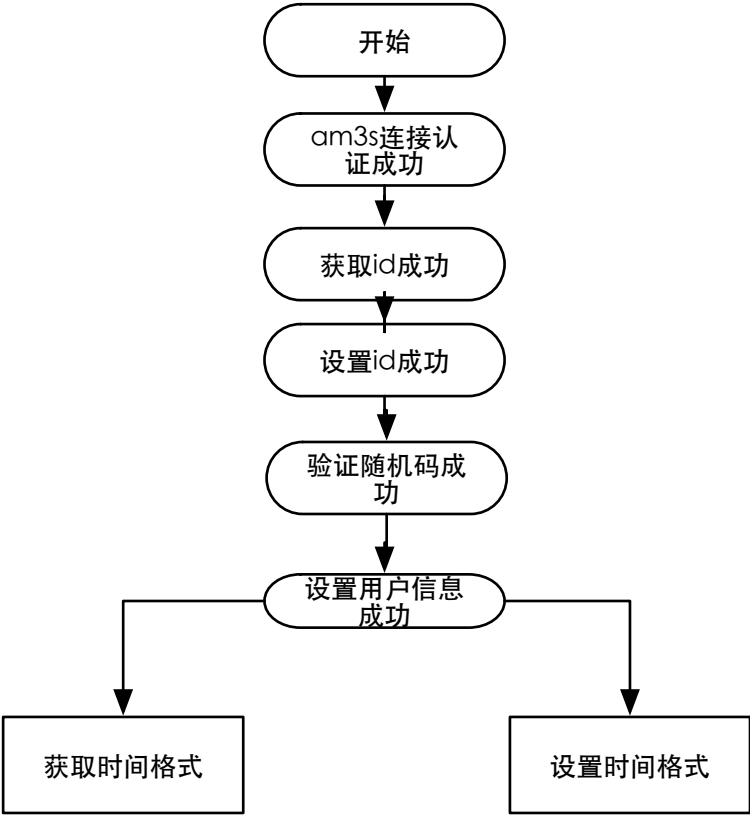 开始
am3s连接认
证成功
获取id成功
设置id成功
验证随机码成
功
设置用户信息
成功
获取时间格式
设置时间格式